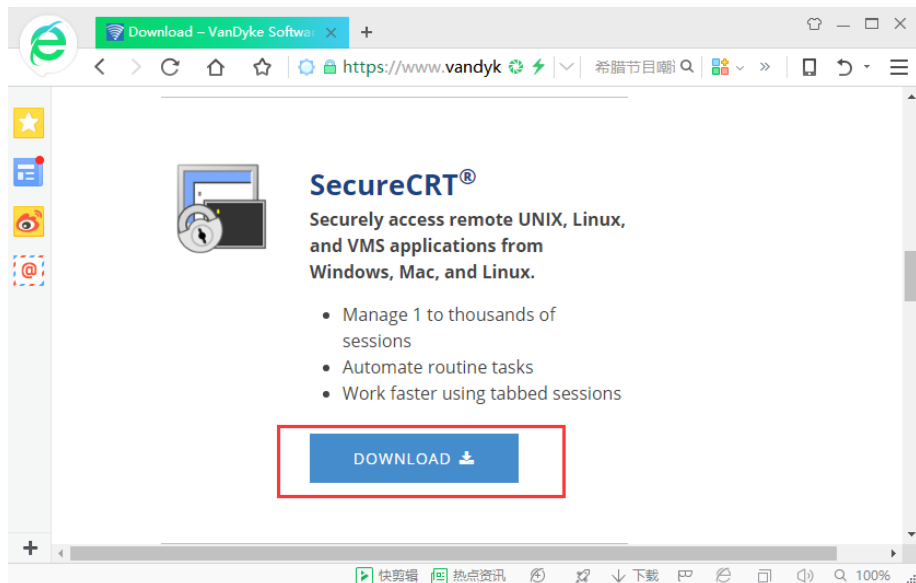 Download – VanDyke Softwar
https://www.vandyk
希腊节目嘲
SecureCRT®
Securely access remote UNIX, Linux,
and VMS applications from
Windows, Mac, and Linux.
• Manage 1 to thousands of
sessions
• Automate routine tasks
• Work faster using tabbed sessions
DOWNLOAD
快剪辑 热点资讯 下载 100%